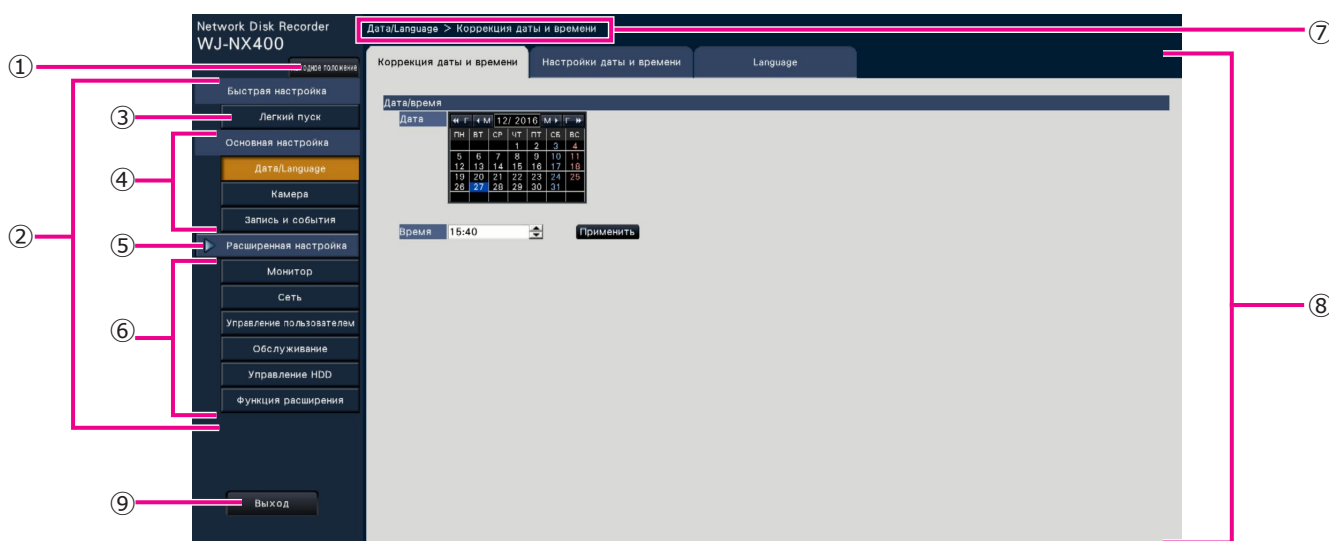 Network Disk Recorder
WJ-NX400
Дата/Language > Коррекция даты и времени
⑦
①
положение
Коррекция даты и времени
Настройки даты и времени
Language
⑧
②
Быстрая настройка
③
Легкий пуск
④
Основная настройка
Дата/Language
Камера
Запись и события
⑤
Расширенная настройка
⑥
Монитор
Сеть
Управление пользователем
Обслуживание
Управление HDD
Функция расширения
⑨
Выход
Дата/время
Дата
Г М 12/ 2016 М Г
ПН ВТ СР ЧТ ПТ СБ ВС
1 2 3 4
5 6 7 8 9 10 11
12 13 14 15 16 17 18
19 20 21 22 23 24 25
26 27 28 29 30 31
Время 15:40 Применить